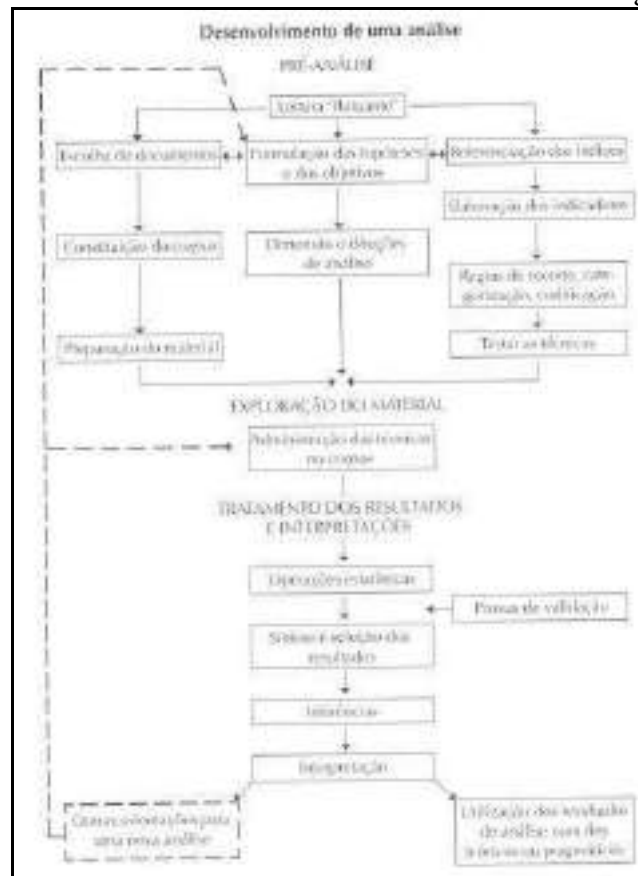 Desenvolvimento de uma análise
PRÉ-ANÁLISE
Leitura "flutuante"
Escolha de documentos
Formulação das hipóteses
e dos objetivos
Referenciação dos índices
Elaboração dos indicadores
Constituição do corpus
Dimensão e direções
de análise
Regras de recorte, cate-
gorização, codificação
Preparação do material
Testar as técnicas
EXPLORAÇÃO DO MATERIAL
Administração das técnicas
no corpus
TRATAMENTO DOS RESULTADOS
E INTERPRETAÇÕES
Operações estatísticas
Provas de validação
Síntese e seleção dos
resultados
Inferências
Interpretação
Outras orientações para
uma nova análise
Utilização dos resultados
de análise com fins
teóricos ou pragmáticos